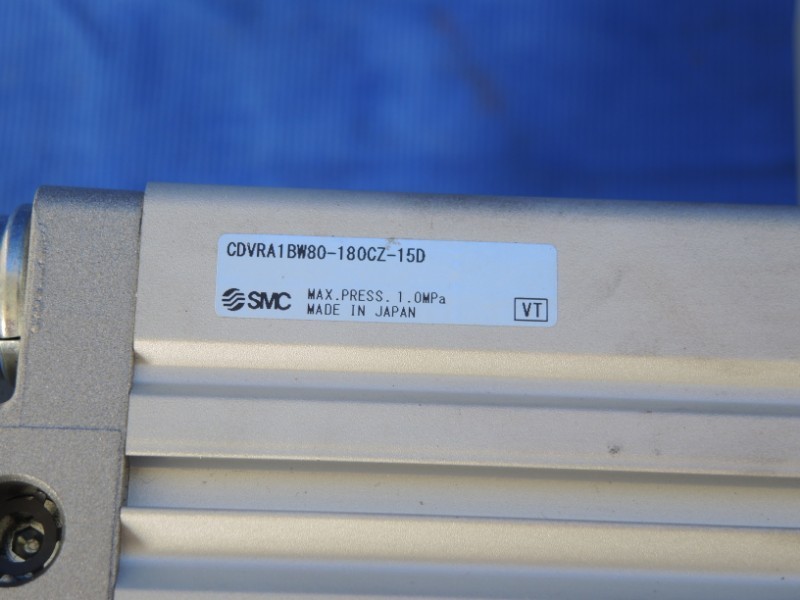 CDVRA1BW80-180CZ-15D
SMC MAX.PRESS. 1.0MPa
MADE IN JAPAN
VT